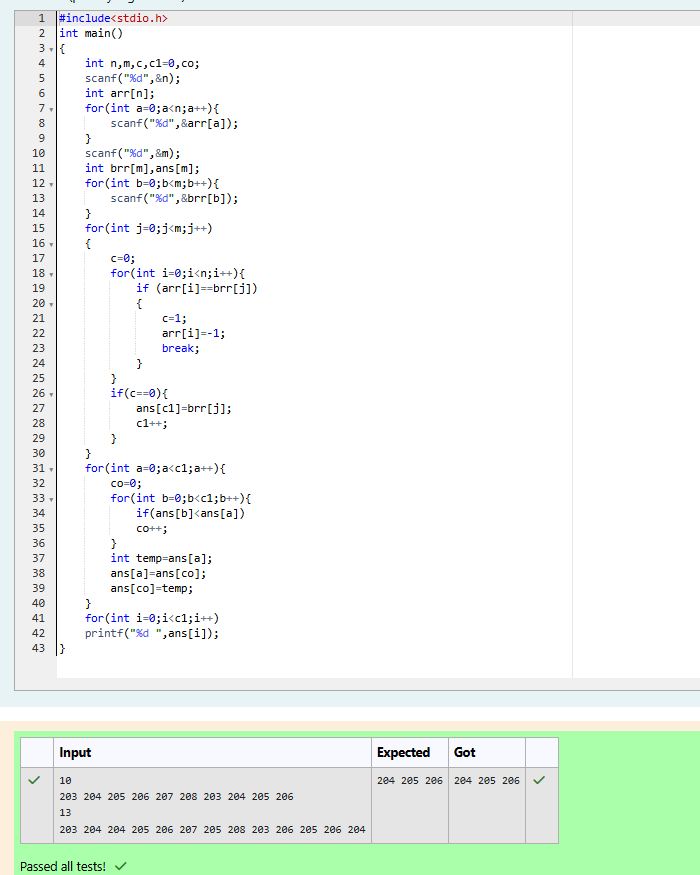 1 #include<stdio.h>
2 int main()
3 {
4 int n,m,c,c1=0,co;
5 scanf("%d",&n);
6 int arr[n];
7 for(int a=0;a<n;a++){
8 scanf("%d",&arr[a]);
9 }
10 scanf("%d",&m);
11 int brr[m],ans[m];
12 for(int b=0;b<m;b++){
13 scanf("%d",&brr[b]);
14 }
15 for(int j=0;j<m;j++)
16 {
17 c=0;
18 for(int i=0;i<n;i++){
19 if (arr[i]==brr[j])
20 {
21 c=1;
22 arr[i]=-1;
23 break;
24 }
25 }
26 if(c==0){
27 ans[c1]=brr[j];
28 c1++;
29 }
30 }
31 for(int a=0;a<c1;a++){
32 co=0;
33 for(int b=0;b<c1;b++){
34 if(ans[b]<ans[a])
35 co++;
36 }
37 int temp=ans[a];
38 ans[a]=ans[co];
39 ans[co]=temp;
40 }
41 for(int i=0;i<c1;i++)
42 printf("%d ",ans[i]);
43 }
Input Expected Got
10 204 205 206 204 205 206
203 204 205 206 207 208 203 204 205 206
13
203 204 204 205 206 207 205 208 203 206 205 206 204
Passed all tests!